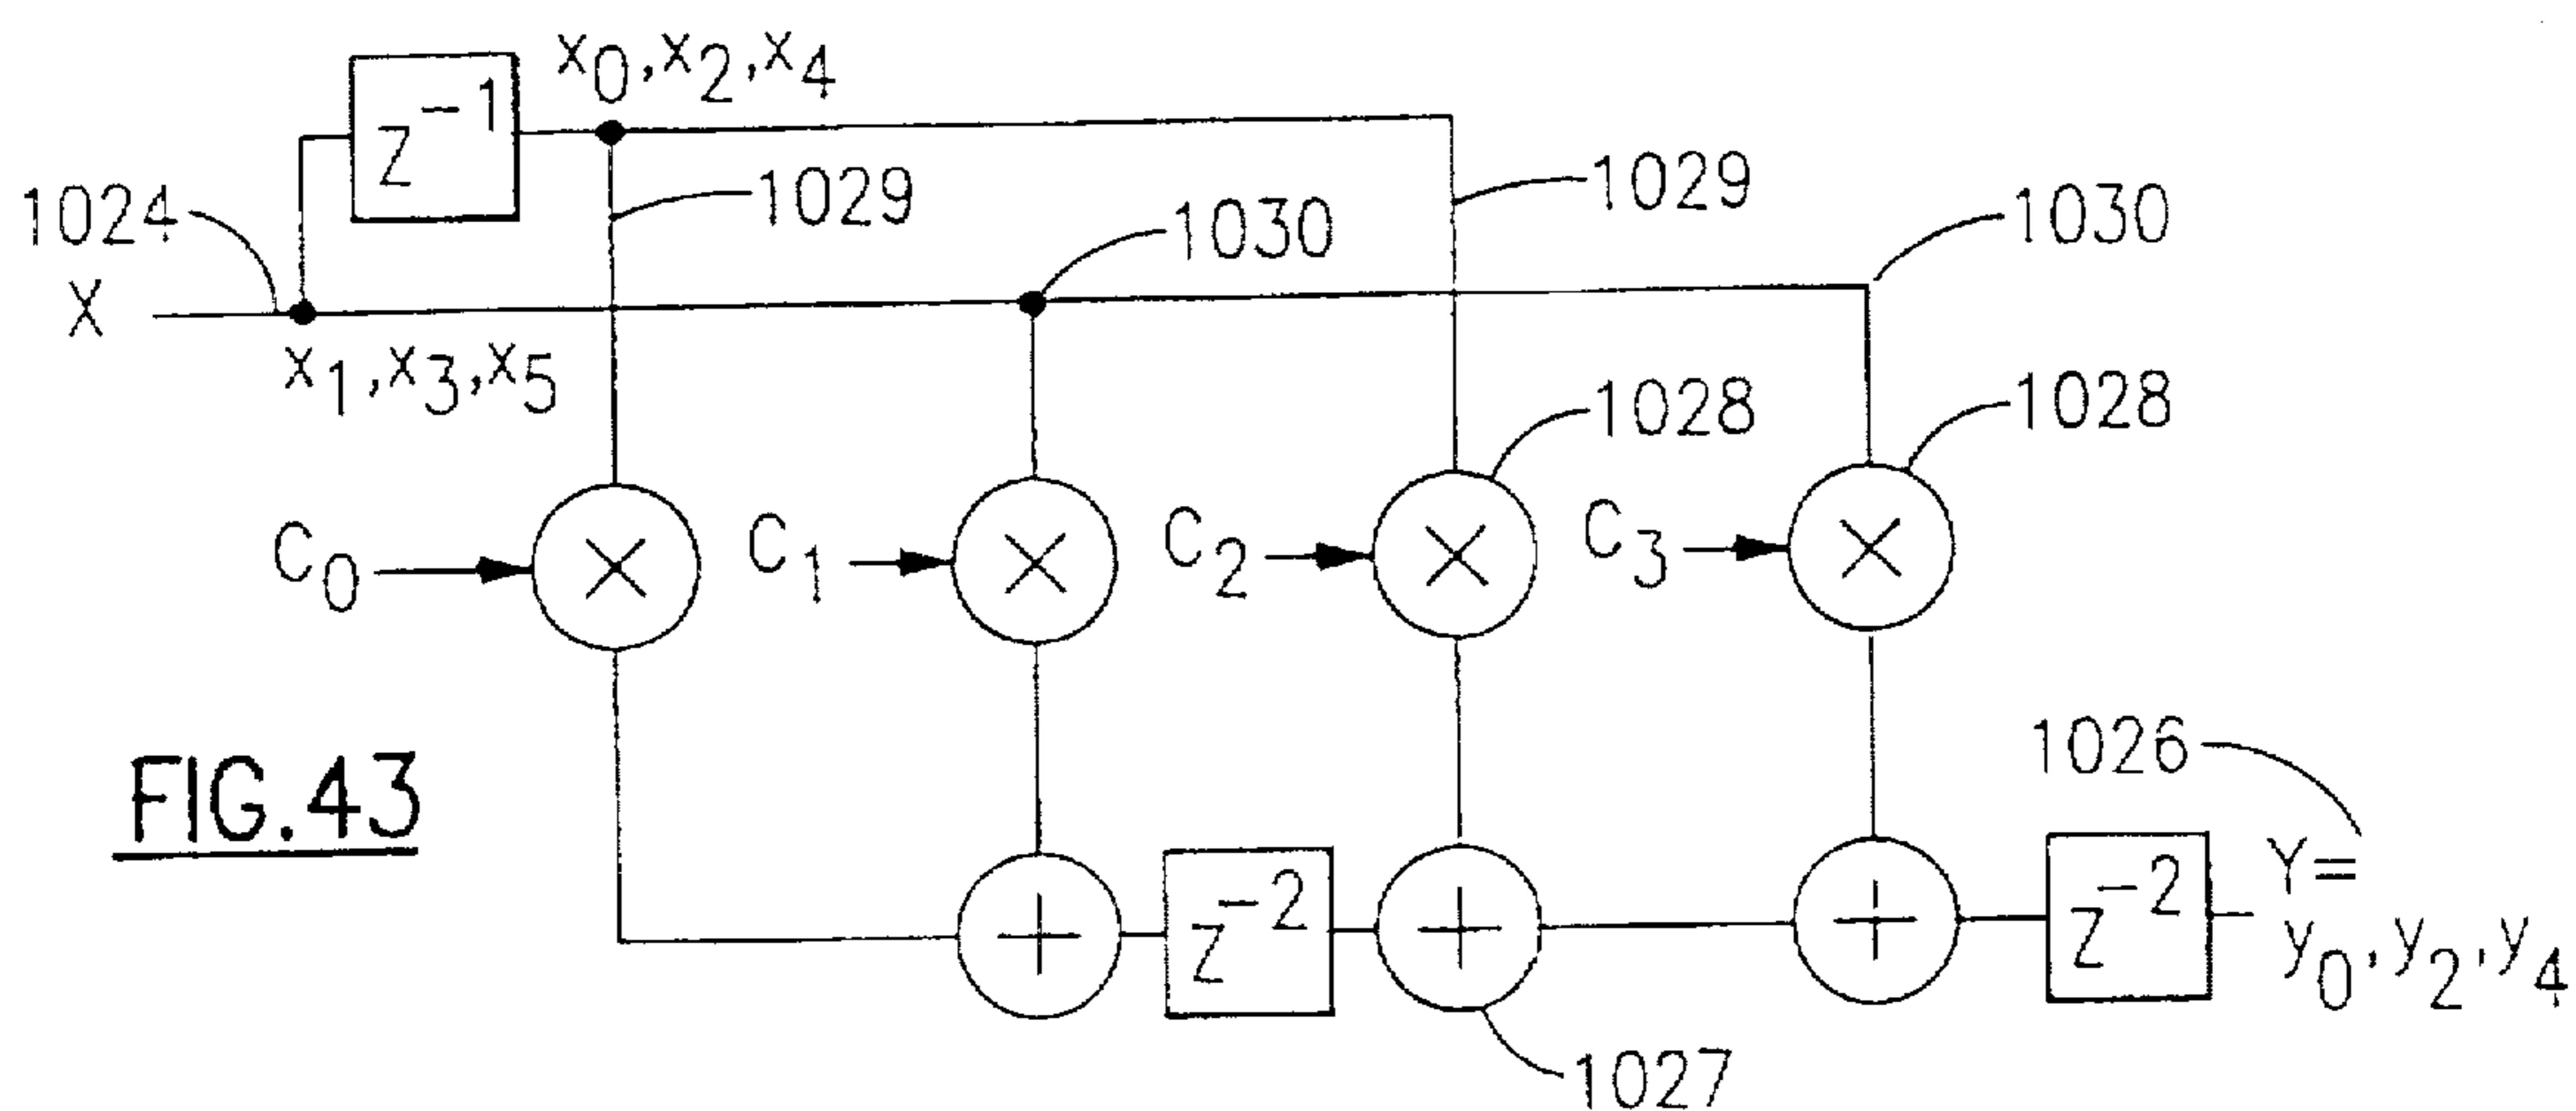 x0,x2,x4
z-1
1029
1029
1024
1030
1030
X
x1,x3,x5
1028
1028
C0
C1
C2
C3
1026
FIG.43
z-2
z-2
Y=
y0,y2,y4
1027